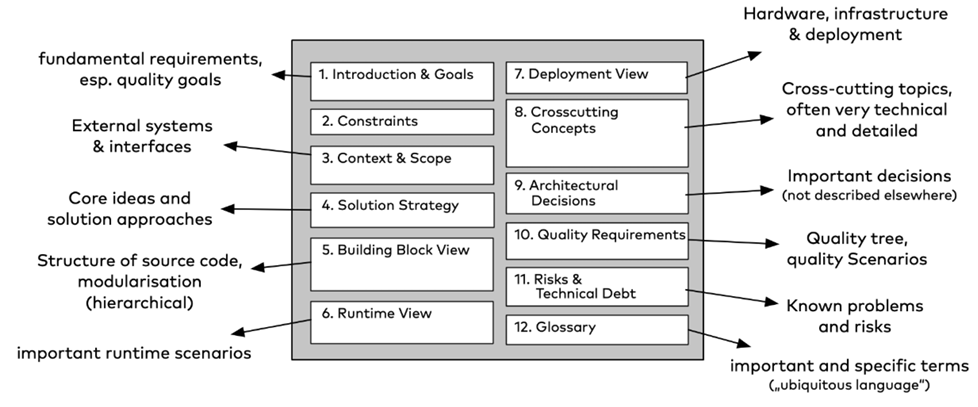 fundamental requirements,
esp. quality goals
External systems
& interfaces
Core ideas and
solution approaches
Structure of source code,
modularisation
(hierarchical)
important runtime scenarios
1. Introduction & Goals
2. Constraints
3. Context & Scope
4. Solution Strategy
5. Building Block View
6. Runtime View
7. Deployment View
8. Crosscutting
Concepts
9. Architectural
Decisions
10. Quality Requirements
11. Risks &
Technical Debt
12. Glossary
Hardware, infrastructure
& deployment
Cross-cutting topics,
often very technical
and detailed
Important decisions
(not described elsewhere)
Quality tree,
quality Scenarios
Known problems
and risks
important and specific terms
(„ubiquitous language“)